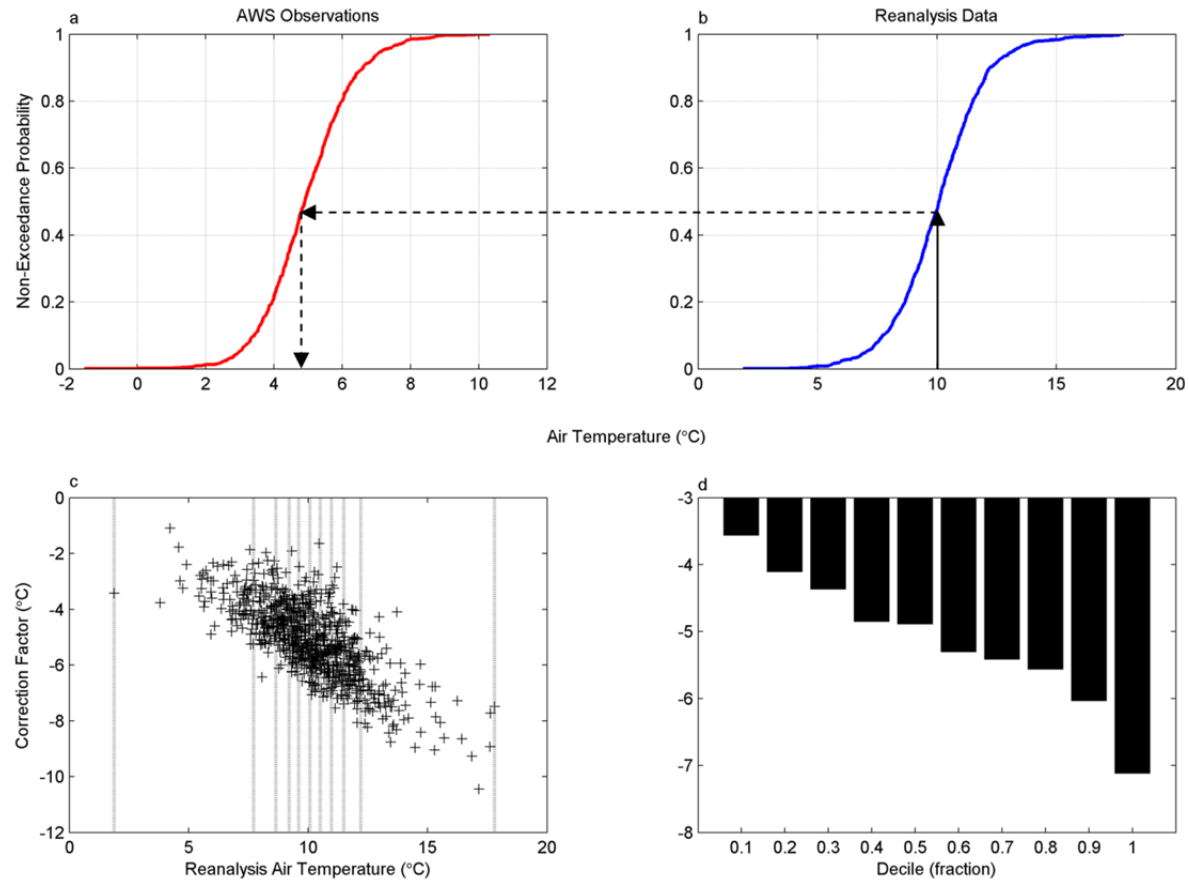 a
AWS Observations
b
Reanalysis Data
1
0.8
0.6
0.4
0.2
0
Non-Exceedance Probability
-2 0 2 4 6 8 10 12
1
0.8
0.6
0.4
0.2
0
0 5 10 15 20
Air Temperature (°C)
c
0
-2
-4
-6
-8
-10
-12
Correction Factor (°C)
0 5 10 15 20
Reanalysis Air Temperature (°C)
d
-3
-4
-5
-6
-7
-8
0.1 0.2 0.3 0.4 0.5 0.6 0.7 0.8 0.9 1
Decile (fraction)